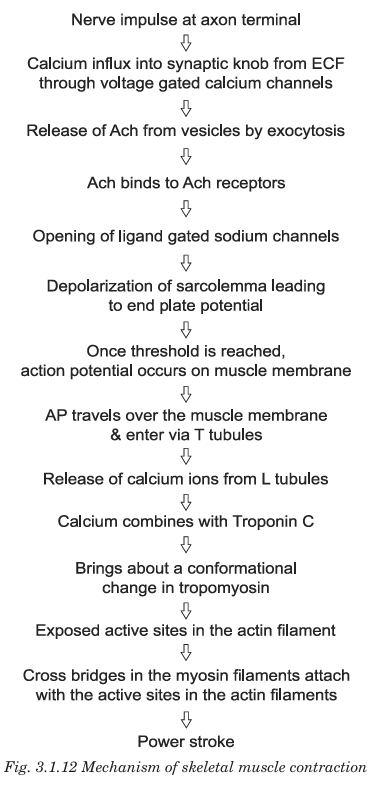 Nerve impulse at axon terminal
Calcium influx into synaptic knob from ECF
through voltage gated calcium channels
Release of Ach from vesicles by exocytosis
Ach binds to Ach receptors
Opening of ligand gated sodium channels
Depolarization of sarcolemma leading
to end plate potential
Once threshold is reached,
action potential occurs on muscle membrane
AP travels over the muscle membrane
& enter via T tubules
Release of calcium ions from L tubules
Calcium combines with Troponin C
Brings about a conformational
change in tropomyosin
Exposed active sites in the actin filament
Cross bridges in the myosin filaments attach
with the active sites in the actin filaments
Power stroke
Fig. 3.1.12 Mechanism of skeletal muscle contraction